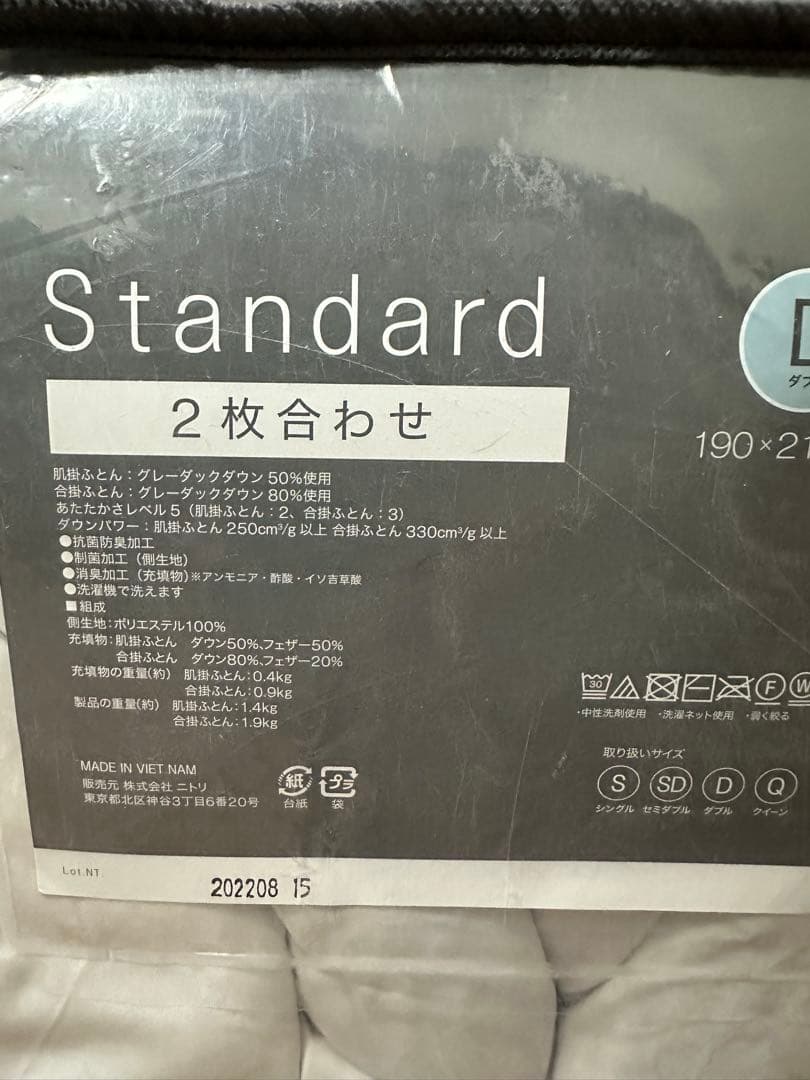 Standard
2枚合わせ
190×21
肌掛ふとん：グレーダックダウン 50%使用
合掛ふとん：グレーダックダウン 80%使用
あたたかさレベル 5（肌掛ふとん：2、合掛ふとん：3）
ダウンパワー：肌掛ふとん 250cm³/g 以上 合掛ふとん 330cm³/g 以上
●抗菌防臭加工
●制菌加工（側生地）
●消臭加工（充填物）※アンモニア・酢酸・イソ吉草酸
●洗濯機で洗えます
■組成
側生地：ポリエステル100%
充填物：肌掛ふとん ダウン50%、フェザー50%
合掛ふとん ダウン80%、フェザー20%
充填物の重量(約) 肌掛ふとん：0.4kg
合掛ふとん：0.9kg
製品の重量(約) 肌掛ふとん：1.4kg
合掛ふとん：1.9kg
30 F W
・中性洗剤使用 ・洗濯ネット使用 ・弱く絞る
MADE IN VIET NAM
販売元 株式会社 ニトリ
東京都北区神谷3丁目6番20号
紙 プラ
台紙 袋
取り扱いサイズ
S SD D Q
シングル セミダブル ダブル クイーン
Lot.NT
202208 15